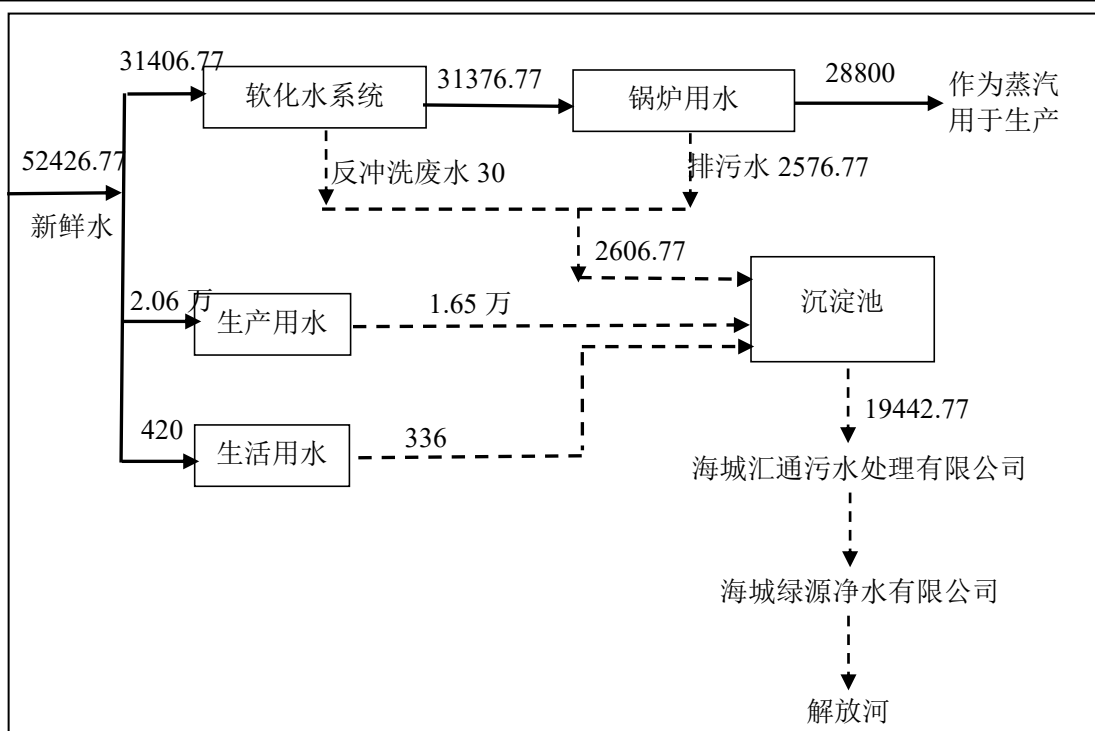 31406.77
软化水系统
31376.77
锅炉用水
28800
作为蒸汽
用于生产
52426.77
新鲜水
反冲洗废水 30
排污水 2576.77
2606.77
沉淀池
2.06 万
生产用水
1.65 万
19442.77
420
生活用水
336
海城汇通污水处理有限公司
海城绿源净水有限公司
解放河